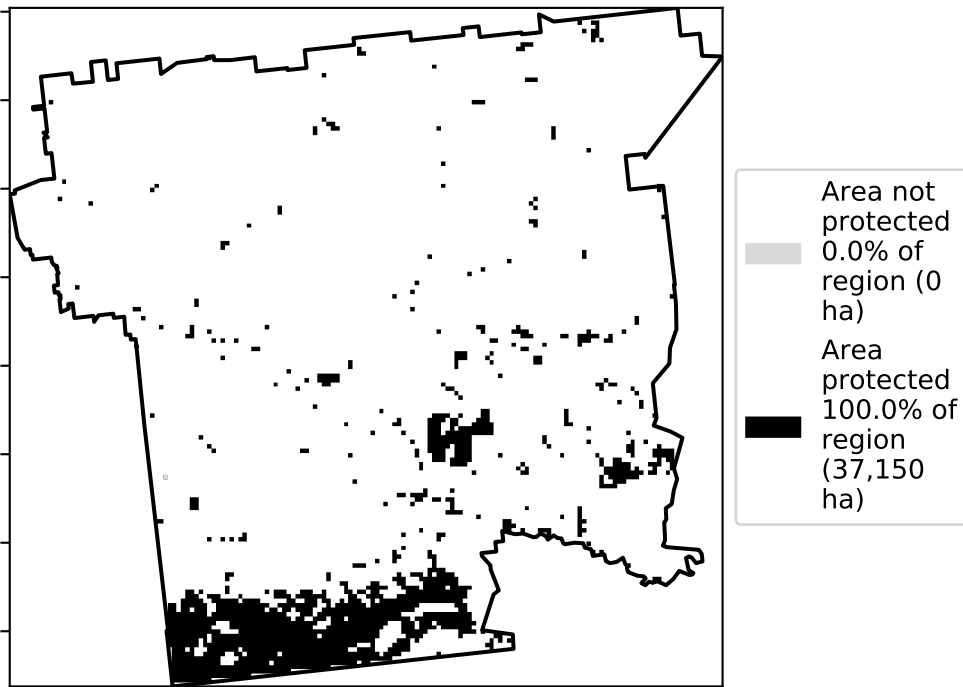 Area not
protected
0.0% of
region (0
ha)
Area
protected
100.0% of
region
(37,150
ha)